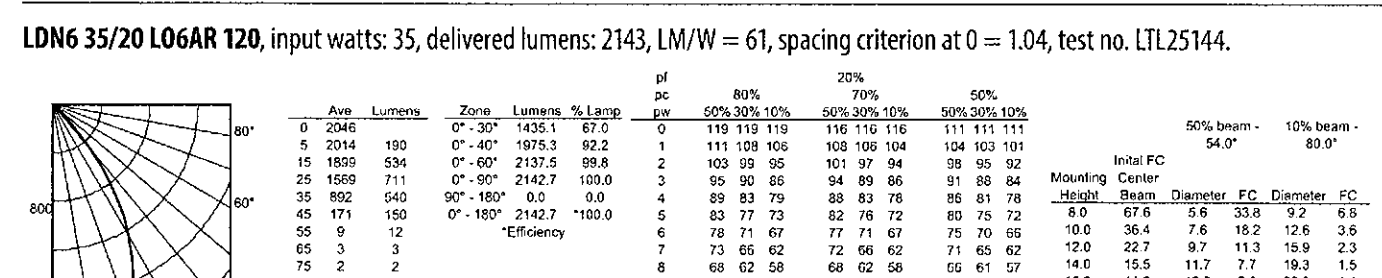 LDN6 35/20 LO6AR 120, input watts: 35, delivered lumens: 2143, LM/W = 61, spacing criterion at 0 = 1.04, test no. LTL25144.
pf 20%
pc 80% 70% 50%
Ave Lumens Zone Lumens % Lamp pw 50% 30% 10% 50% 30% 10% 50% 30% 10%
80° 0 2046 0° - 30° 1435.1 67.0 0 119 119 119 116 116 116 111 111 111 50% beam - 10% beam -
5 2014 190 0° - 40° 1975.3 92.2 1 111 108 106 108 106 104 104 103 101 54.0° 80.0°
15 1899 534 0° - 60° 2137.5 99.8 2 103 99 95 101 97 94 98 95 92 Inital FC
25 1569 711 0° - 90° 2142.7 100.0 3 95 90 86 94 89 86 91 88 84 Mounting Center
800 60° 35 892 540 90° - 180° 0.0 0.0 4 89 83 79 88 83 78 86 81 78 Height Beam Diameter FC Diameter FC
45 171 150 0° - 180° 2142.7 *100.0 5 83 77 73 82 76 72 80 75 72 8.0 67.6 5.6 33.8 9.2 6.8
55 9 12 *Efficiency 6 78 71 67 77 71 67 75 70 66 10.0 36.4 7.6 18.2 12.6 3.6
65 3 3 7 73 66 62 72 66 62 71 65 62 12.0 22.7 9.7 11.3 15.9 2.3
75 2 2 8 68 62 58 68 62 58 66 61 57 14.0 15.5 11.7 7.7 19.3 1.5